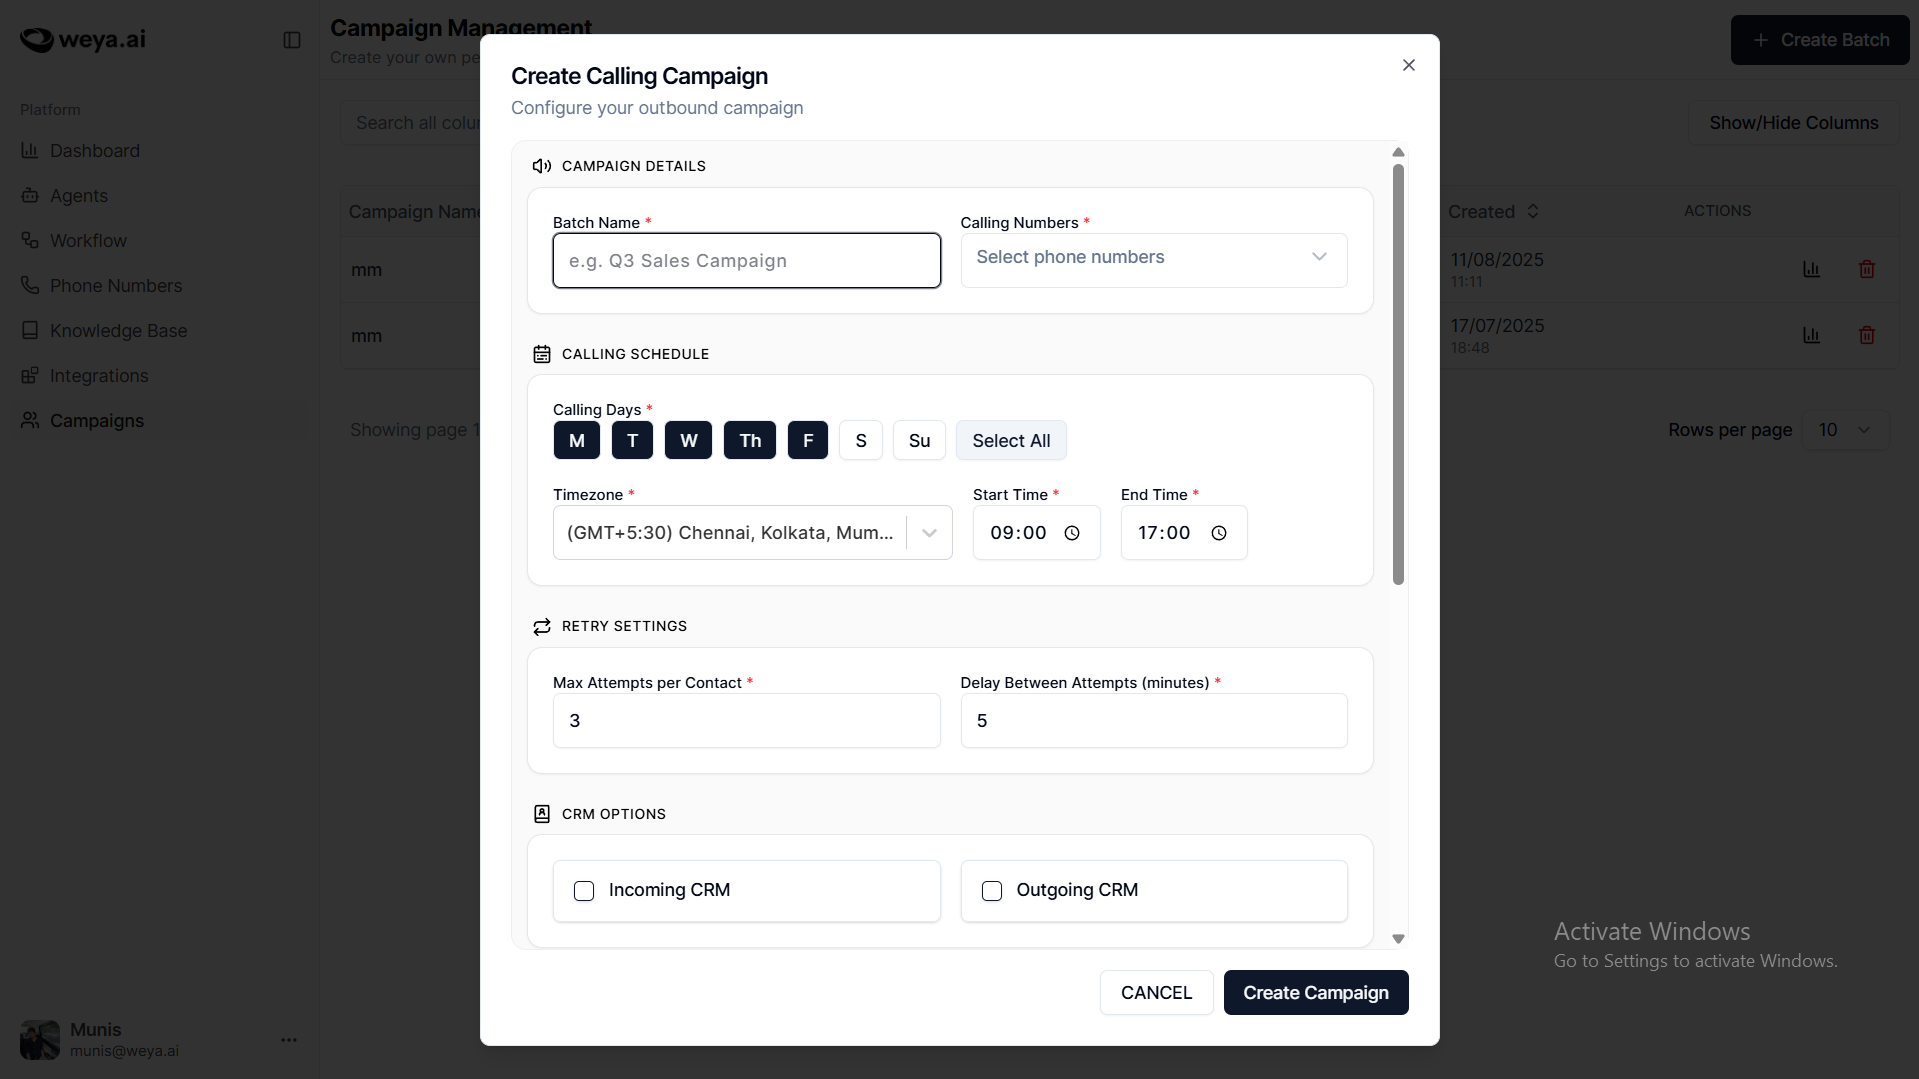 weya.ai
Platform
Dashboard
Agents
Workflow
Phone Numbers
Knowledge Base
Integrations
Campaigns
Munis
munis@weya.ai
Campaign Management
Create your own pe
Create Batch
Search all colu
Show/Hide Columns
Campaign Name
Created
ACTIONS
mm
11/08/2025
11:11
mm
17/07/2025
18:48
Showing page 1
Rows per page
10
Create Calling Campaign
Configure your outbound campaign
CAMPAIGN DETAILS
Batch Name *
Calling Numbers *
e.g. Q3 Sales Campaign
Select phone numbers
CALLING SCHEDULE
Calling Days *
M T W Th F S Su Select All
Timezone *
Start Time *
End Time *
(GMT+5:30) Chennai, Kolkata, Mum...
09:00
17:00
RETRY SETTINGS
Max Attempts per Contact *
Delay Between Attempts (minutes) *
3
5
CRM OPTIONS
Incoming CRM
Outgoing CRM
CANCEL
Create Campaign
Activate Windows
Go to Settings to activate Windows.